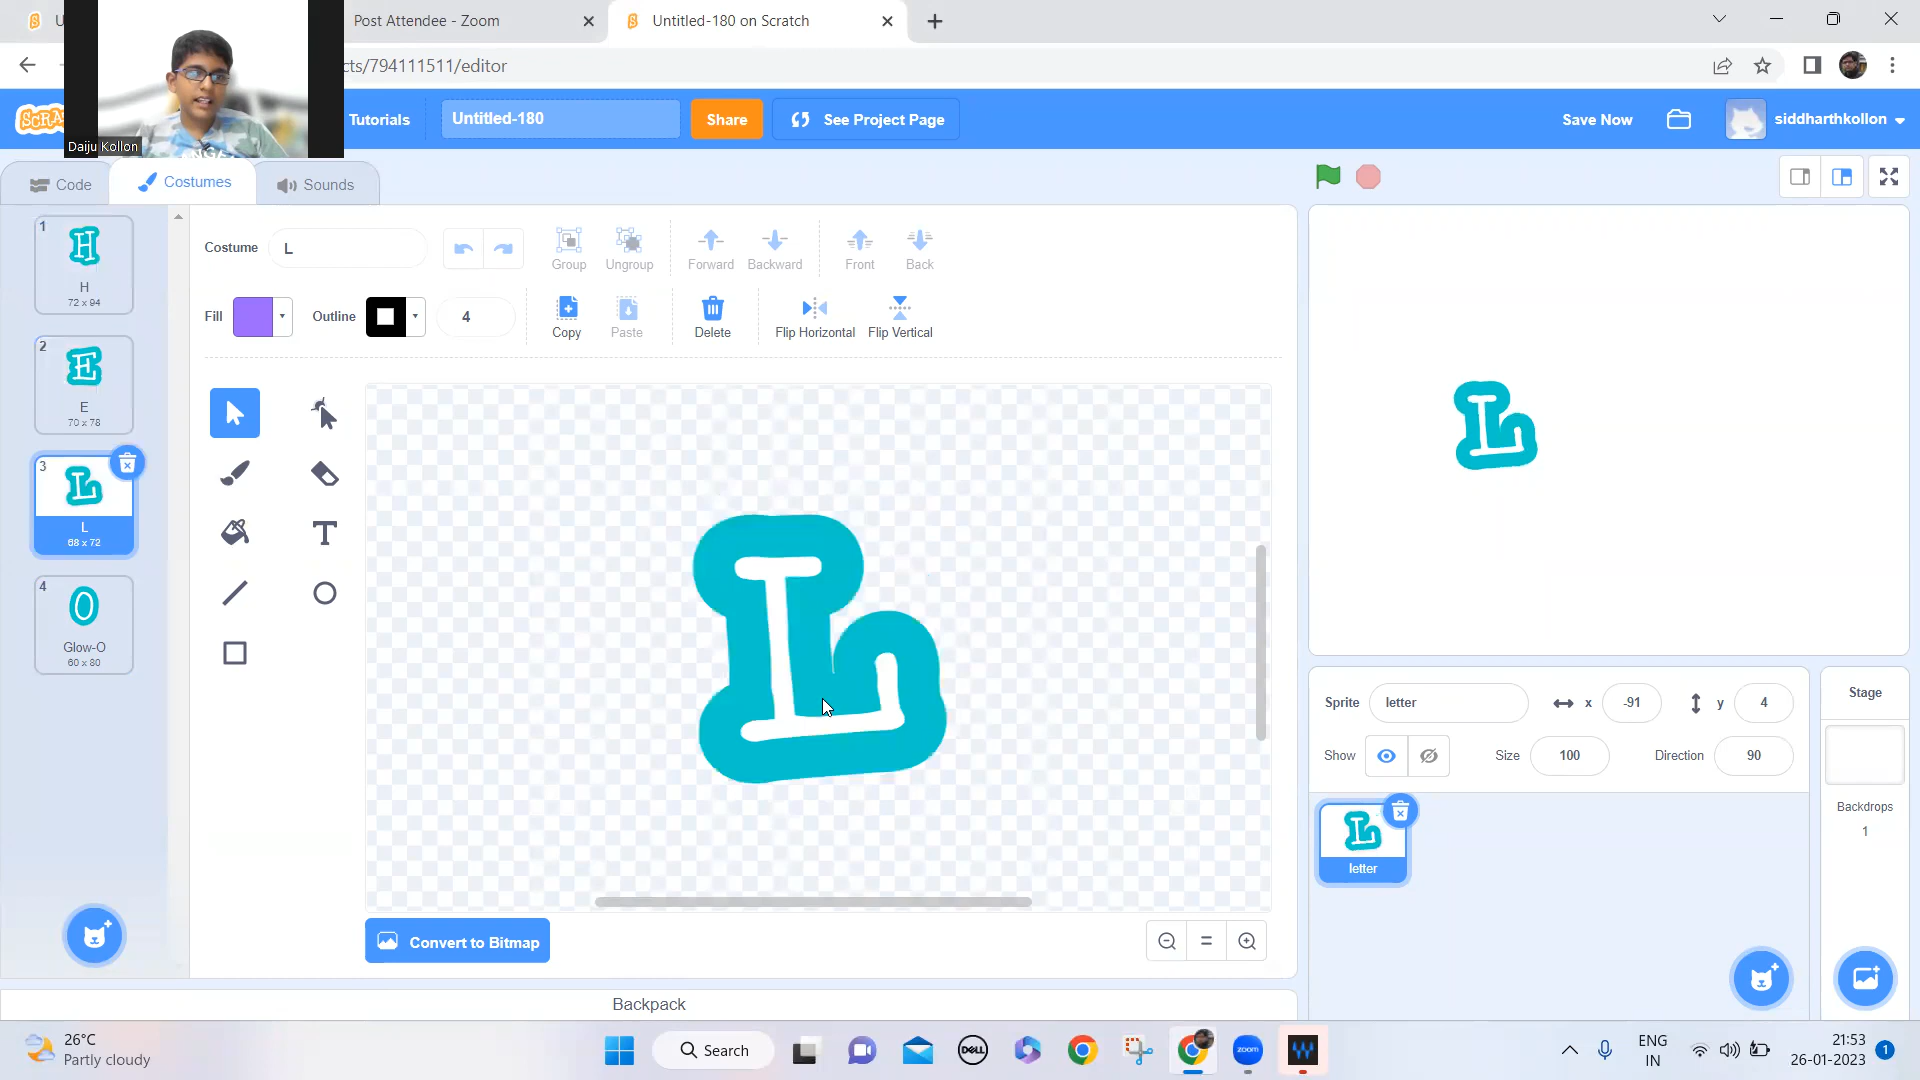 Post Attendee - Zoom
Untitled-180 on Scratch
cts/794111511/editor
Daiju Kollon
Tutorials
Untitled-180
Share
See Project Page
Save Now
siddharthkollon
Code
Costumes
Sounds
1
H
H
72 x 94
2
E
E
70 x 78
3
L
L
68 x 72
4
O
Glow-O
60 x 80
Costume
L
Group
Ungroup
Forward
Backward
Front
Back
Fill
Outline
4
Copy
Paste
Delete
Flip Horizontal
Flip Vertical
T
L
Convert to Bitmap
Backpack
L
Sprite
letter
x
-91
y
4
Show
Size
100
Direction
90
L
letter
Stage
Backdrops
1
26°C
Partly cloudy
Search
DELL
zoom
ENG
IN
21:53
26-01-2023
1